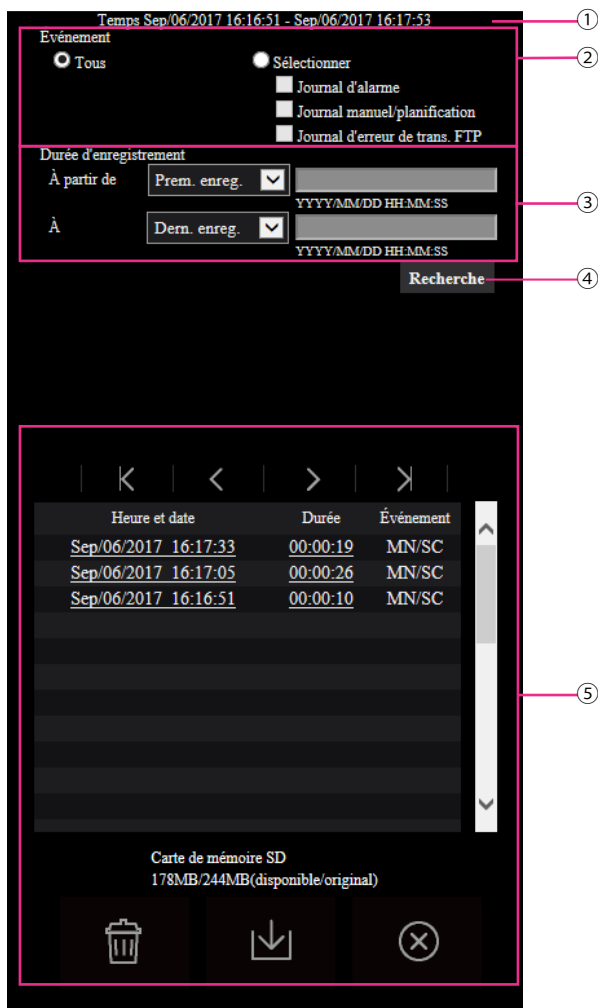 Temps Sep/06/2017 16:16:51 - Sep/06/2017 16:17:53 ①
Evénement
Tous Sélectionner ②
Journal d'alarme
Journal manuel/planification
Journal d'erreur de trans. FTP
Durée d'enregistrement
À partir de Prem. enreg.
YYYY/MM/DD HH:MM:SS ③
À Dern. enreg.
YYYY/MM/DD HH:MM:SS
Recherche ④
Heure et date Durée Événement
Sep/06/2017 16:17:33 00:00:19 MN/SC
Sep/06/2017 16:17:05 00:00:26 MN/SC
Sep/06/2017 16:16:51 00:00:10 MN/SC
⑤
Carte de mémoire SD
178MB/244MB(disponible/original)